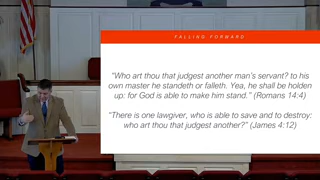 FALLING FORWARD
“Who art thou that judgest another man’s servant? to his
own master he standeth or falleth. Yea, he shall be holden
up: for God is able to make him stand.” (Romans 14:4)
“There is one lawgiver, who is able to save and to destroy:
who art thou that judgest another?” (James 4:12)